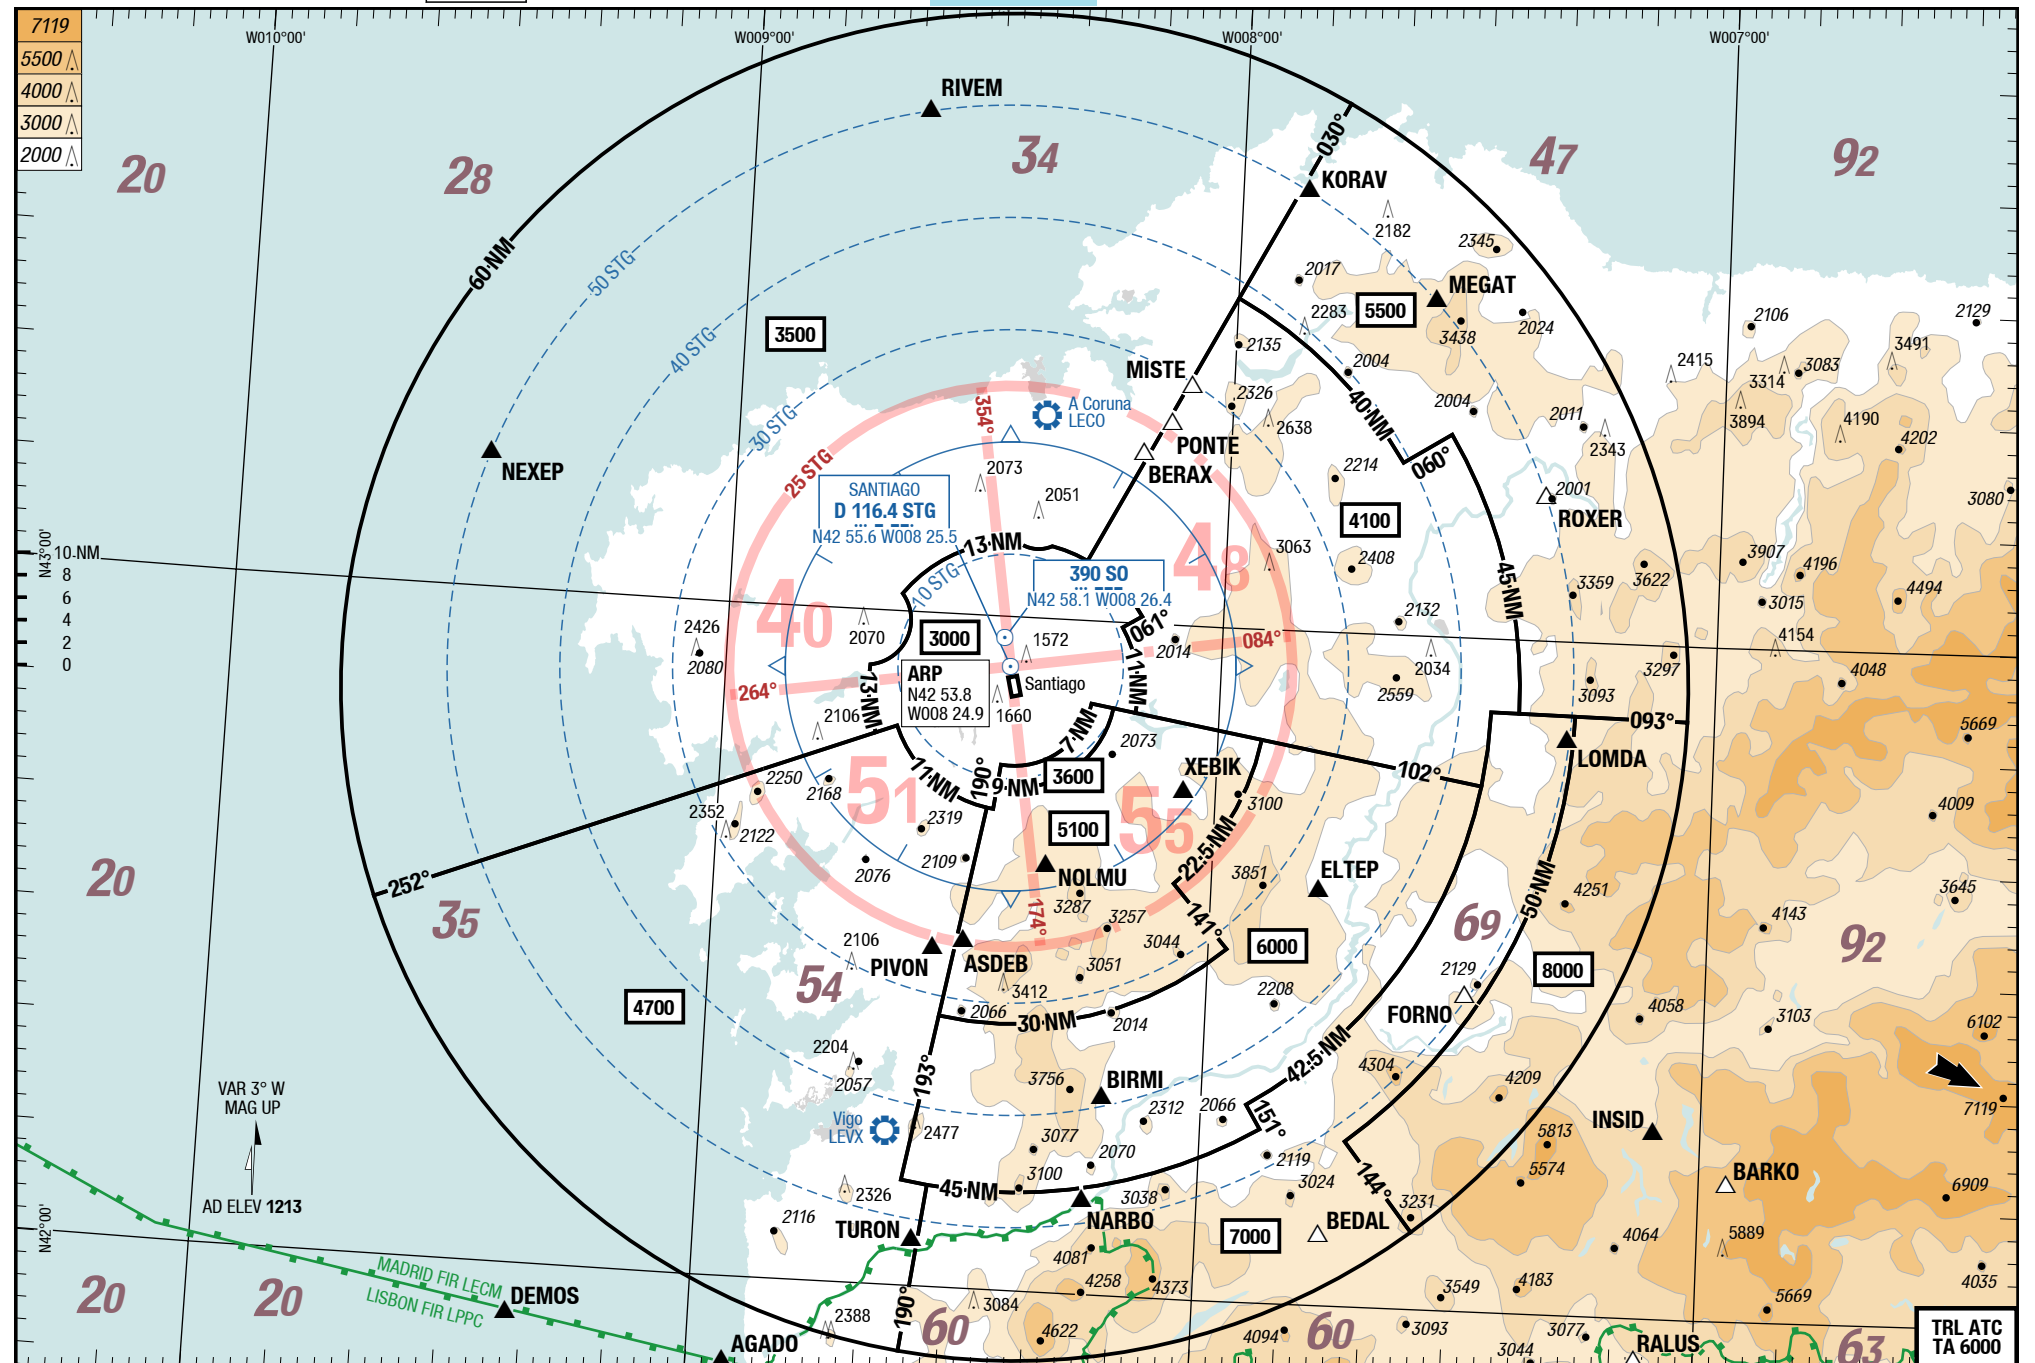 7119
5500
4000
3000
2000
W010°00'
W009°00'
W008°00'
W007°00'
RIVEM
030°
20
28
34
47
92
KORAV
2182
2345
60·NM
50 STG
2017
MEGAT
5500
2283
3438
2024
2106
2129
3500
40 STG
2135
2004
2415
3314
3083
3491
MISTE
2326
40·NM
3894
4190
4202
354°
A Coruna
LECO
2638
2004
2011
2343
30 STG
PONTE
BERAX
NEXEP
25 STG
2073
2051
2214
060°
2001
ROXER
3080
SANTIAGO
D 116.4 STG
N42 55.6 W008 25.5
4100
13·NM
48
3063
2408
3907
4196
N43°00'
10 NM
8
6
4
2
0
10 STG
390 SO
N42 58.1 W008 26.4
45·NM
3359
3622
3015
4494
40
2070
3000
1572
061°
2014
084°
2132
2034
4154
2426
2080
264°
13·NM
ARP
N42 53.8
W008 24.9
Santiago
11·NM
2559
3093
3297
4048
2106
1660
7·NM
2073
093°
5669
LOMDA
2250
2168
11·NM
190°
9·NM
3600
XEBIK
102°
3100
51
55
2352
2122
2319
5100
22:5·NM
4009
2109
2076
NOLMU
3287
3851
ELTEP
252°
50·NM
4251
3645
20
35
174°
3257
141°
69
4143
92
2106
PIVON
ASDEB
3044
6000
54
3051
2129
8000
4700
3412
2208
FORNO
4058
3103
6102
2066
30·NM
2014
2204
2057
193°
42:5·NM
4304
4209
7119
VAR 3° W
MAG UP
3756
BIRMI
2312
2066
151°
INSID
Vigo
LEVX
2477
3077
2070
2119
5813
5574
BARKO
AD ELEV 1213
2326
45·NM
3100
3038
3024
144°
3231
6909
N42°00'
2116
TURON
NARBO
7000
BEDAL
4064
5889
4081
MADRID FIR LECM
LISBON FIR LPPC
4258
4373
3549
4183
4035
20
20
DEMOS
190°
3084
5669
2388
60
4622
4094
60
3093
3077
TRL ATC
TA 6000
AGADO
3044
RALUS
63